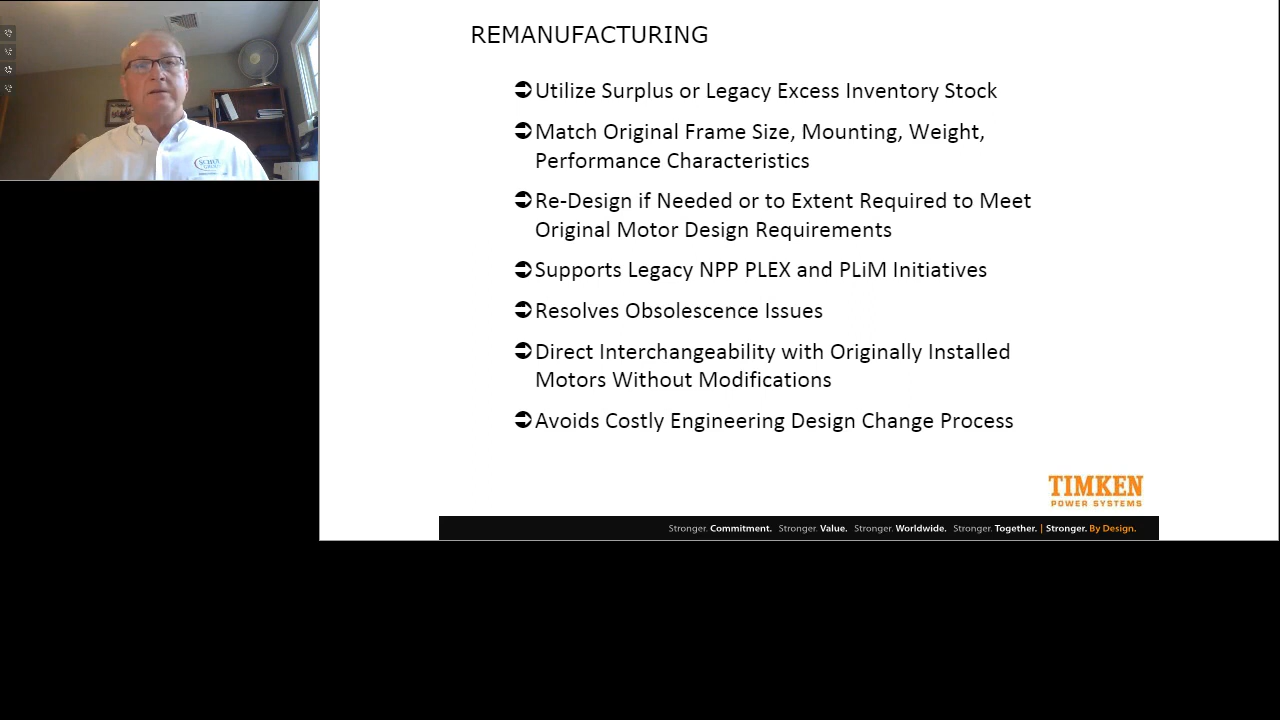 REMANUFACTURING
Utilize Surplus or Legacy Excess Inventory Stock
Match Original Frame Size, Mounting, Weight,
Performance Characteristics
Re-Design if Needed or to Extent Required to Meet
Original Motor Design Requirements
Supports Legacy NPP PLEX and PLiM Initiatives
Resolves Obsolescence Issues
Direct Interchangeability with Originally Installed
Motors Without Modifications
Avoids Costly Engineering Design Change Process
TIMKEN
POWER SYSTEMS
Stronger. Commitment. Stronger. Value. Stronger. Worldwide. Stronger. Together. | Stronger. By Design.